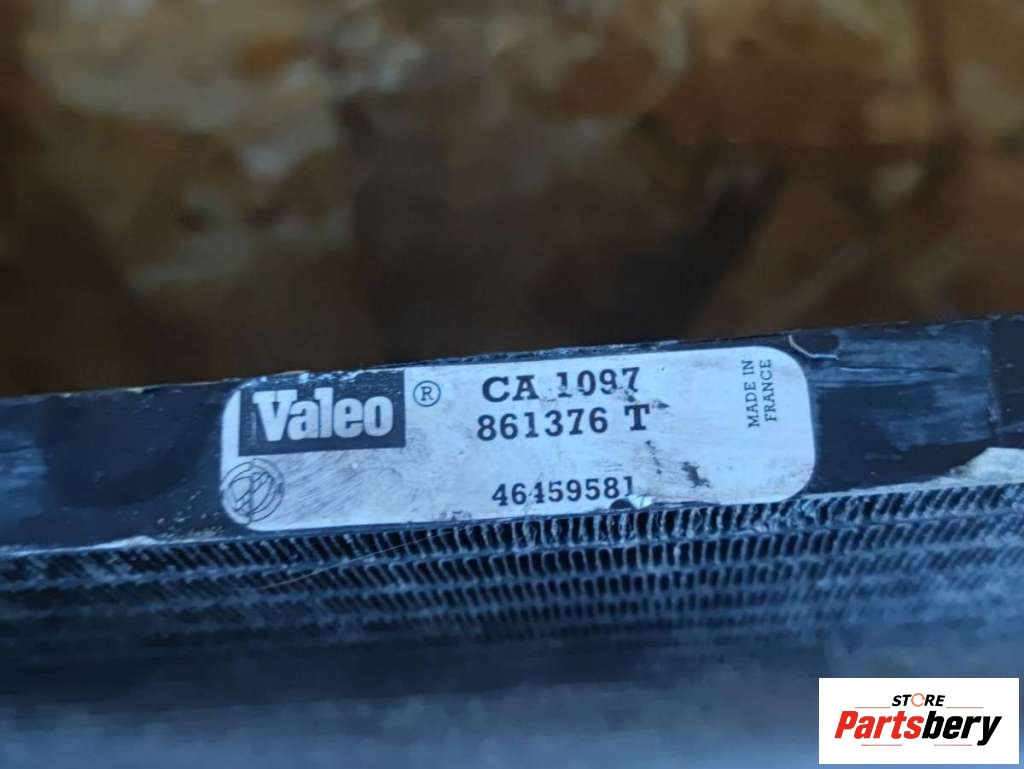 Valeo ® CA 1097
861376 T
46459581
MADE IN
FRANCE
STORE
Partsbery